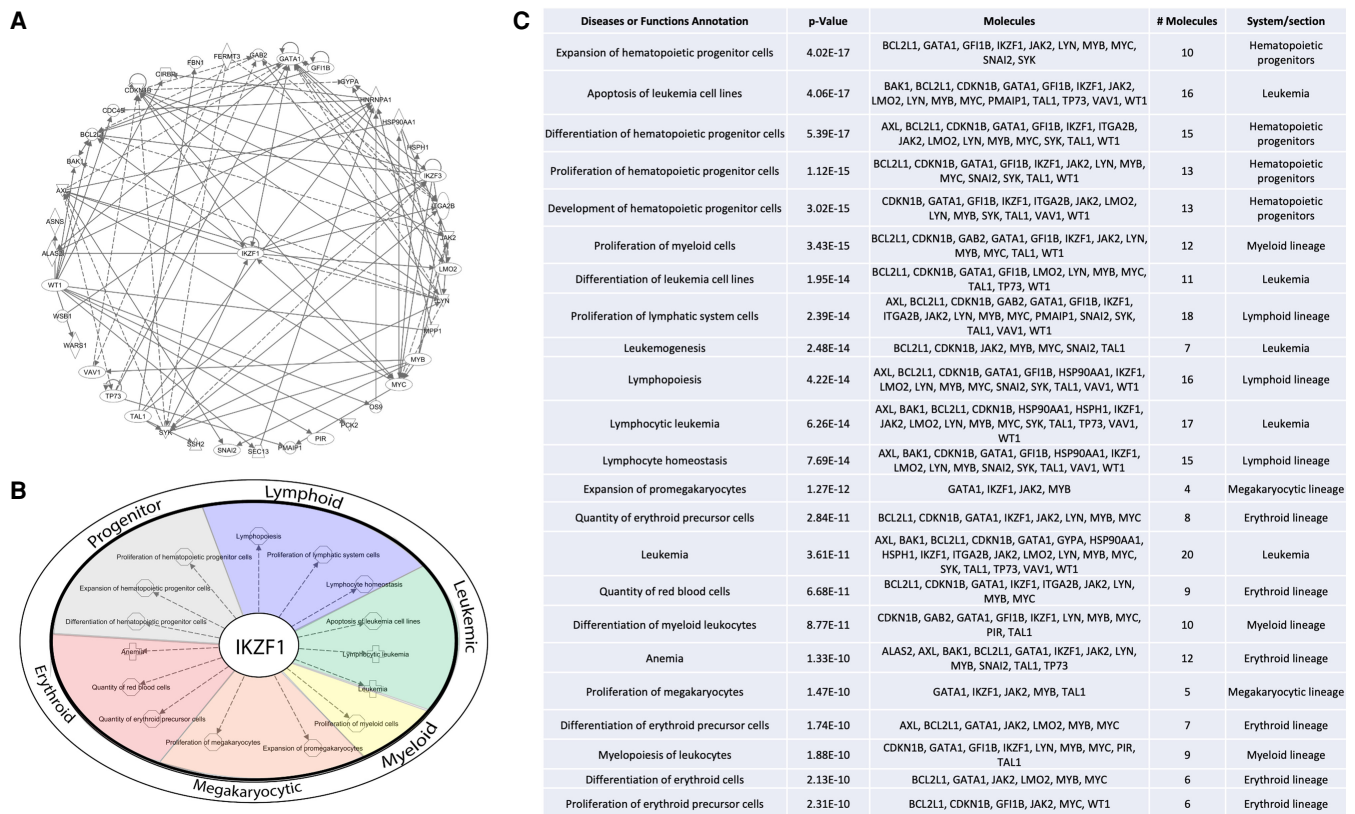 A
FERMT3
GAB2
GATA1
GFI1B
FBN1
CDKN1B
GYPA
HNRNPA1
CDC45
HSP90AA1
HSPH1
BAK1
IKZF3
AXL
ITGA2B
ASNS
JAK2
ALAS2
IKZF1
LMO2
WT1
LYN
WSB1
MPP1
WARS1
MYB
VAV1
MYC
TP73
DS9
TAL1
PCK2
SYK
PIR
SSH2
SNAI2
SEC13
PMAIP1
B
Lymphoid
Progenitor
Leukemic
Erythroid
Myeloid
Megakaryocytic
Lymphopoiesis
Proliferation of hematopoietic progenitor cells
Proliferation of lymphatic system cells
Expansion of hematopoietic progenitor cells
Lymphocyte homeostasis
Differentiation of hematopoietic progenitor cells
Apoptosis of leukemia cell lines
IKZF1
Anemia
Lymphocytic leukemia
Quantity of red blood cells
Leukemia
Quantity of erythroid precursor cells
Proliferation of myeloid cells
Proliferation of megakaryocytes
Expansion of promegakaryocytes
C
Diseases or Functions Annotation p-Value Molecules # Molecules System/section
Expansion of hematopoietic progenitor cells 4.02E-17 BCL2L1, GATA1, GFI1B, IKZF1, JAK2, LYN, MYB, MYC, 10 Hematopoietic
SNAI2, SYK progenitors
Apoptosis of leukemia cell lines 4.06E-17 BAK1, BCL2L1, CDKN1B, GATA1, GFI1B, IKZF1, JAK2, 16 Leukemia
LMO2, LYN, MYB, MYC, PMAIP1, TAL1, TP73, VAV1, WT1
Differentiation of hematopoietic progenitor cells 5.39E-17 AXL, BCL2L1, CDKN1B, GATA1, GFI1B, IKZF1, ITGA2B, 15 Hematopoietic
JAK2, LMO2, LYN, MYB, MYC, SYK, TAL1, WT1 progenitors
Proliferation of hematopoietic progenitor cells 1.12E-15 BCL2L1, CDKN1B, GATA1, GFI1B, IKZF1, JAK2, LYN, MYB, 13 Hematopoietic
MYC, SNAI2, SYK, TAL1, WT1 progenitors
Development of hematopoietic progenitor cells 3.02E-15 CDKN1B, GATA1, GFI1B, IKZF1, ITGA2B, JAK2, LMO2, 13 Hematopoietic
LYN, MYB, SYK, TAL1, VAV1, WT1 progenitors
Proliferation of myeloid cells 3.43E-15 BCL2L1, CDKN1B, GAB2, GATA1, GFI1B, IKZF1, JAK2, LYN, 12 Myeloid lineage
MYB, MYC, TAL1, WT1
Differentiation of leukemia cell lines 1.95E-14 BCL2L1, CDKN1B, GATA1, GFI1B, LMO2, LYN, MYB, MYC, 11 Leukemia
TAL1, TP73, WT1
Proliferation of lymphatic system cells 2.39E-14 AXL, BCL2L1, CDKN1B, GAB2, GATA1, GFI1B, IKZF1, 18 Lymphoid lineage
ITGA2B, JAK2, LYN, MYB, MYC, PMAIP1, SNAI2, SYK,
TAL1, VAV1, WT1
Leukemogenesis 2.48E-14 BCL2L1, CDKN1B, JAK2, MYB, MYC, SNAI2, TAL1 7 Leukemia
Lymphopoiesis 4.22E-14 AXL, BCL2L1, CDKN1B, GATA1, GFI1B, HSP90AA1, IKZF1, 16 Lymphoid lineage
LMO2, LYN, MYB, MYC, SNAI2, SYK, TAL1, VAV1, WT1
Lymphocytic leukemia 6.26E-14 AXL, BAK1, BCL2L1, CDKN1B, HSP90AA1, HSPH1, IKZF1, 17 Leukemia
JAK2, LMO2, LYN, MYB, MYC, SYK, TAL1, TP73, VAV1,
WT1
Lymphocyte homeostasis 7.69E-14 AXL, BAK1, CDKN1B, GATA1, GFI1B, HSP90AA1, IKZF1, 15 Lymphoid lineage
LMO2, LYN, MYB, SNAI2, SYK, TAL1, VAV1, WT1
Expansion of promegakaryocytes 1.27E-12 GATA1, IKZF1, JAK2, MYB 4 Megakaryocytic lineage
Quantity of erythroid precursor cells 2.84E-11 BCL2L1, CDKN1B, GATA1, IKZF1, JAK2, LYN, MYB, MYC 8 Erythroid lineage
Leukemia 3.61E-11 AXL, BAK1, BCL2L1, CDKN1B, GATA1, GYPA, HSP90AA1, 20 Leukemia
HSPH1, IKZF1, ITGA2B, JAK2, LMO2, LYN, MYB, MYC,
SYK, TAL1, TP73, VAV1, WT1
Quantity of red blood cells 6.68E-11 BCL2L1, CDKN1B, GATA1, IKZF1, ITGA2B, JAK2, LYN, 9 Erythroid lineage
MYB, MYC
Differentiation of myeloid leukocytes 8.77E-11 CDKN1B, GAB2, GATA1, GFI1B, IKZF1, LYN, MYB, MYC, 10 Myeloid lineage
PIR, TAL1
Anemia 1.33E-10 ALAS2, AXL, BAK1, BCL2L1, GATA1, IKZF1, JAK2, LYN, 12 Erythroid lineage
MYB, SNAI2, TAL1, TP73
Proliferation of megakaryocytes 1.47E-10 GATA1, IKZF1, JAK2, MYB, TAL1 5 Megakaryocytic lineage
Differentiation of erythroid precursor cells 1.74E-10 AXL, BCL2L1, GATA1, JAK2, LMO2, MYB, MYC 7 Erythroid lineage
Myelopoiesis of leukocytes 1.88E-10 CDKN1B, GATA1, GFI1B, IKZF1, LYN, MYB, MYC, PIR, 9 Myeloid lineage
TAL1
Differentiation of erythroid cells 2.13E-10 BCL2L1, GATA1, JAK2, LMO2, MYB, MYC 6 Erythroid lineage
Proliferation of erythroid precursor cells 2.31E-10 BCL2L1, CDKN1B, GFI1B, JAK2, MYC, WT1 6 Erythroid lineage